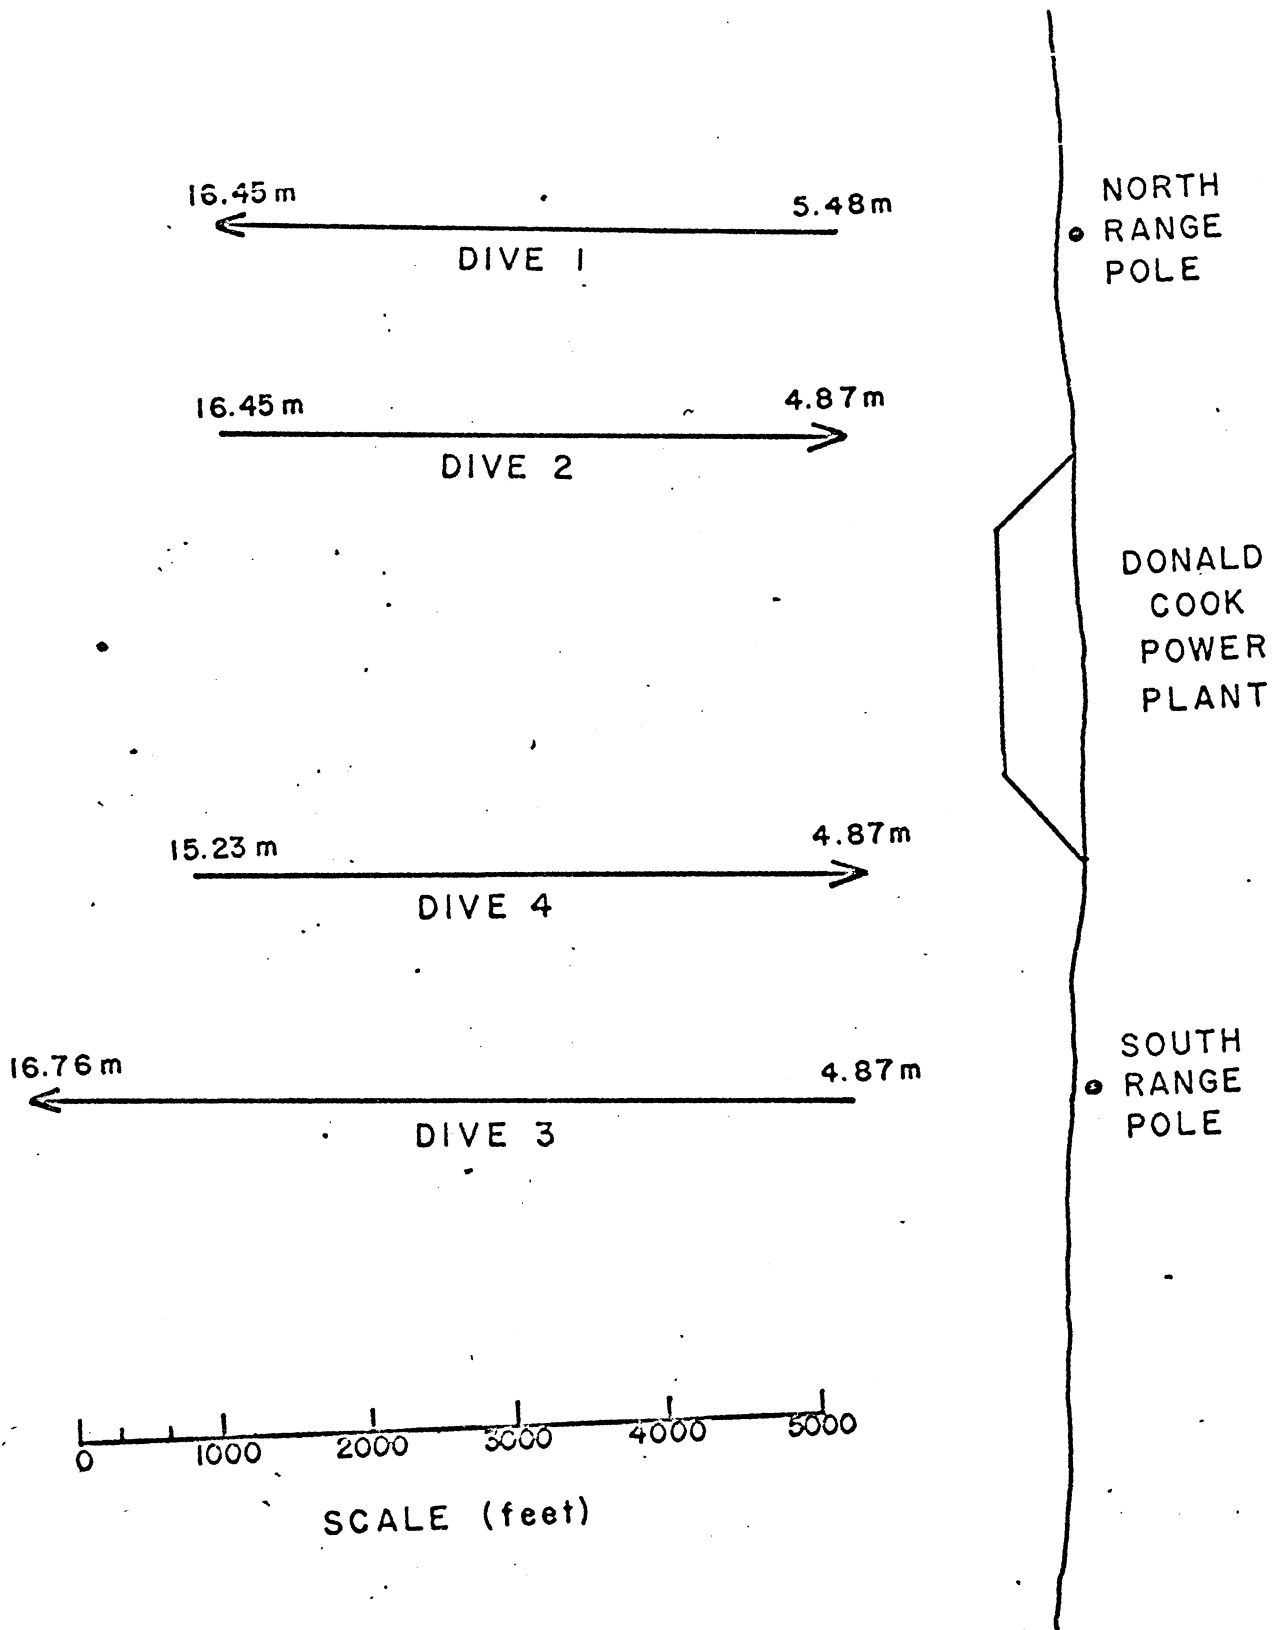 16.45 m
5.48 m
DIVE 1
NORTH
RANGE
POLE
16.45 m
4.87 m
DIVE 2
DONALD
COOK
POWER
PLANT
15.23 m
4.87 m
DIVE 4
16.76 m
4.87 m
DIVE 3
SOUTH
RANGE
POLE
0 1000 2000 3000 4000 5000
SCALE (feet)